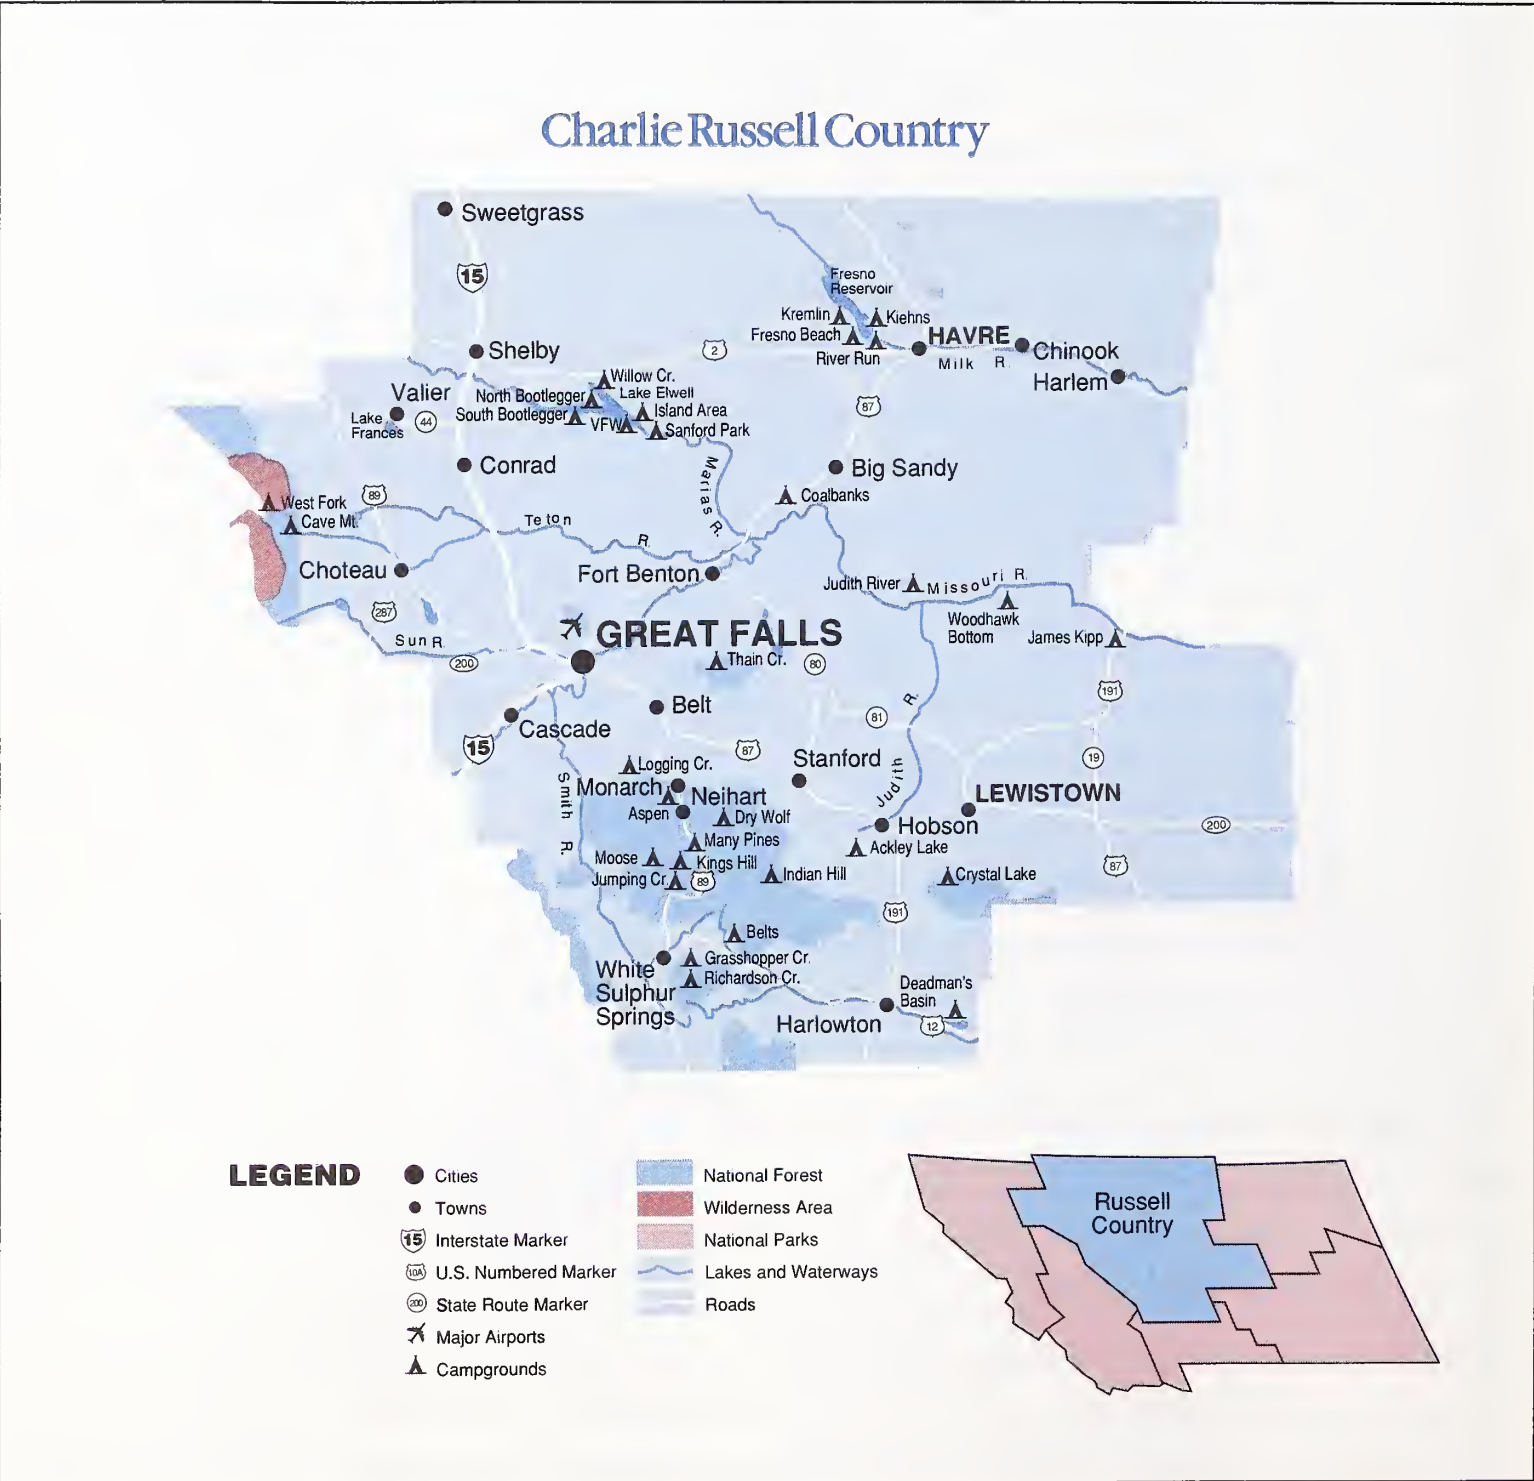 Charlie Russell Country
Sweetgrass
15
Fresno
Reservoir
Kremlin
Kiehns
Fresno Beach
HAVRE
River Run
Milk R.
Chinook
Harlem
Shelby
2
Willow Cr.
Valier
North Bootlegger
Lake Elwell
87
Lake
Frances
44
South Bootlegger
VFW
Island Area
Sanford Park
Conrad
Marias R.
Big Sandy
Coalbanks
89
West Fork
Cave Mt.
Teton R.
Choteau
Fort Benton
Judith River
Missouri R.
287
Woodhawk
Bottom
James Kipp
Sun R.
GREAT FALLS
200
Thain Cr.
80
191
Belt
81
Judith R.
Cascade
15
87
Stanford
19
Logging Cr.
Smith R.
Monarch
Neihart
LEWISTOWN
Aspen
Dry Wolf
Hobson
200
Many Pines
Ackley Lake
Moose
Kings Hill
87
Jumping Cr.
89
Indian Hill
Crystal Lake
191
Belts
White
Sulphur
Springs
Grasshopper Cr.
Richardson Cr.
Deadman's
Basin
Harlowton
12
LEGEND
Cities
Towns
15 Interstate Marker
10A U.S. Numbered Marker
200 State Route Marker
Major Airports
Campgrounds
National Forest
Wilderness Area
National Parks
Lakes and Waterways
Roads
Russell
Country